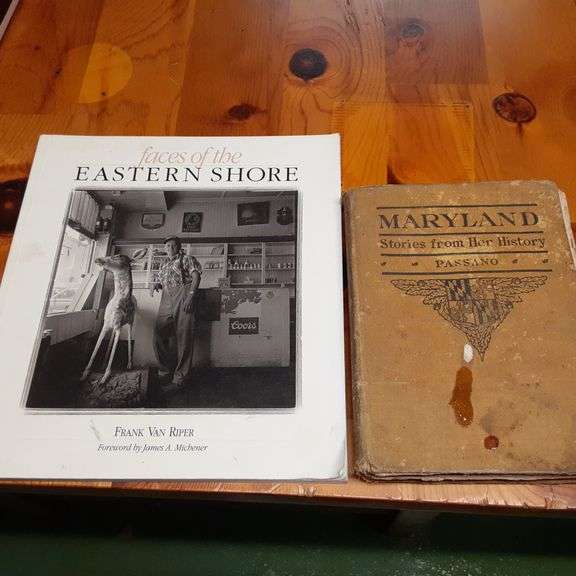 faces of the
EASTERN SHORE
Coors
FRANK VAN RIPER
Foreword by James A. Michener
MARYLAND
Stories from Her History
PASSANO